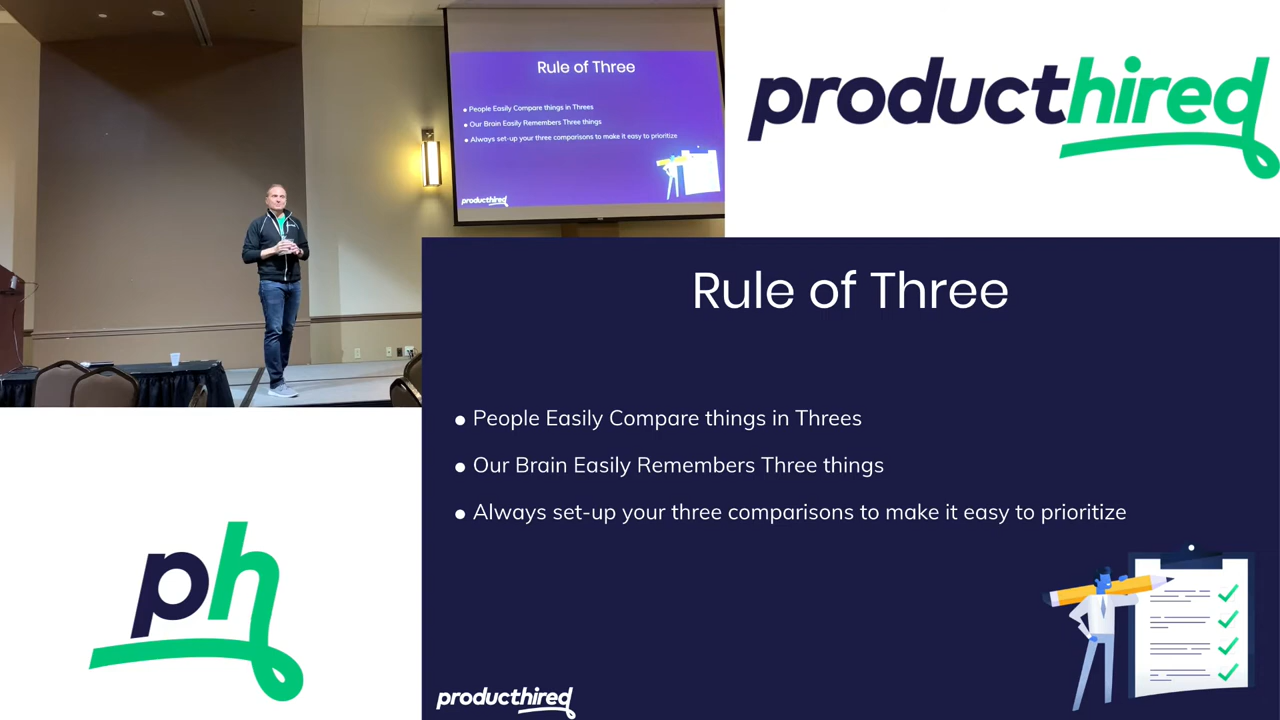 Rule of Three
• People Easily Compare things in Threes
• Our Brain Easily Remembers Three things
• Always set-up your three comparisons to make it easy to prioritize
producthired
producthired
Rule of Three
• People Easily Compare things in Threes
• Our Brain Easily Remembers Three things
• Always set-up your three comparisons to make it easy to prioritize
ph
producthired